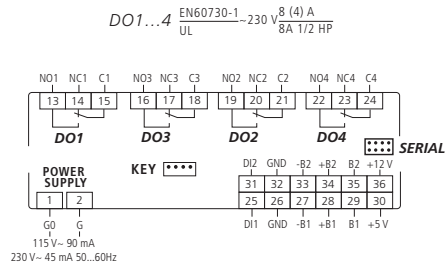 DO1...4 EN60730-1 ~230 V 8 (4) A
UL 8A 1/2 HP
NO1 NC1 C1 NO3 NC3 C3 NO2 NC2 C2 NO4 NC4 C4
13 14 15 16 17 18 19 20 21 22 23 24
DO1 DO3 DO2 DO4
SERIAL
POWER SUPPLY
KEY
DI2 GND -B2 +B2 B2 +12 V
1 2
31 32 33 34 35 36
25 26 27 28 29 30
G0 G
DI1 GND -B1 +B1 B1 +5 V
115 V~ 90 mA
230 V~ 45 mA 50...60Hz